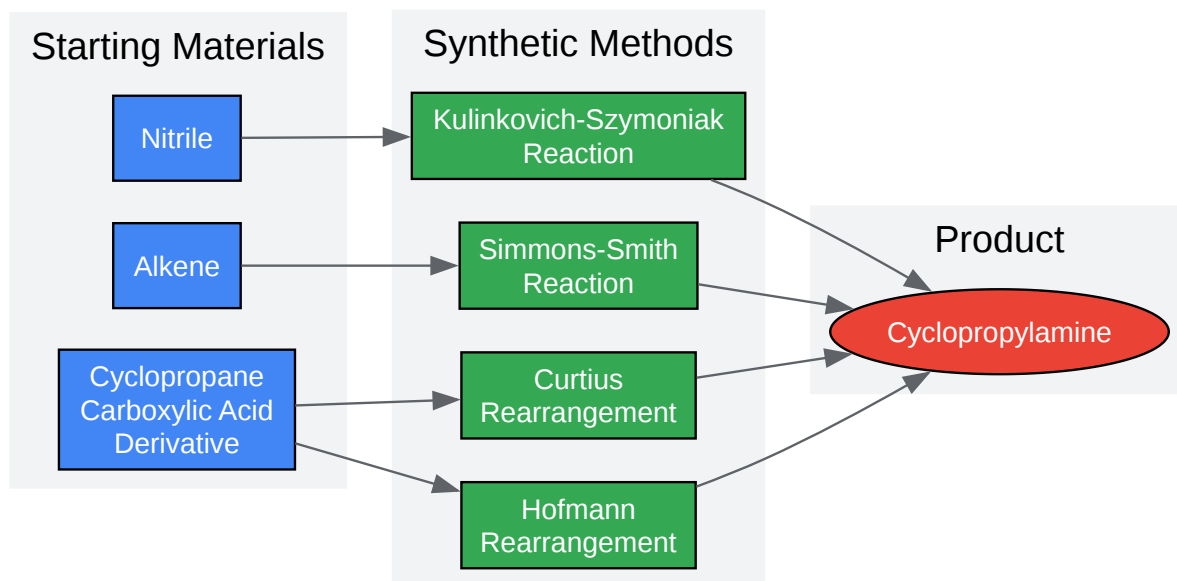 Starting Materials
Nitrile
Alkene
Cyclopropane
Carboxylic Acid
Derivative
Synthetic Methods
Kulinkovich-Szymoniak
Reaction
Simmons-Smith
Reaction
Curtius
Rearrangement
Hofmann
Rearrangement
Product
Cyclopropylamine